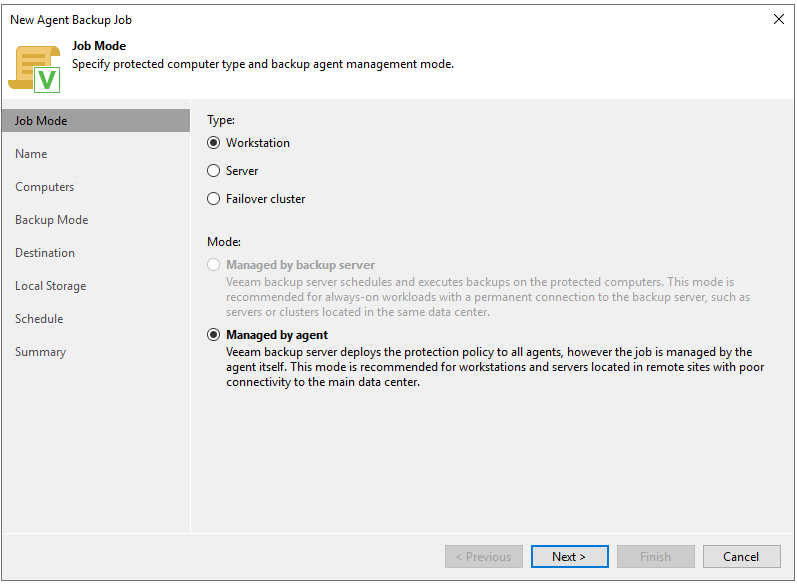 New Agent Backup Job
Job Mode
Specify protected computer type and backup agent management mode.
V
Job Mode
Name
Computers
Backup Mode
Destination
Local Storage
Schedule
Summary
Type:
Workstation
Server
Failover cluster
Mode:
Managed by backup server
Veeam backup server schedules and executes backups on the protected computers. This mode is
recommended for always-on workloads with a permanent connection to the backup server, such as
servers or clusters located in the same data center.
Managed by agent
Veeam backup server deploys the protection policy to all agents, however the job is managed by the
agent itself. This mode is recommended for workstations and servers located in remote sites with poor
connectivity to the main data center.
< Previous
Next >
Finish
Cancel